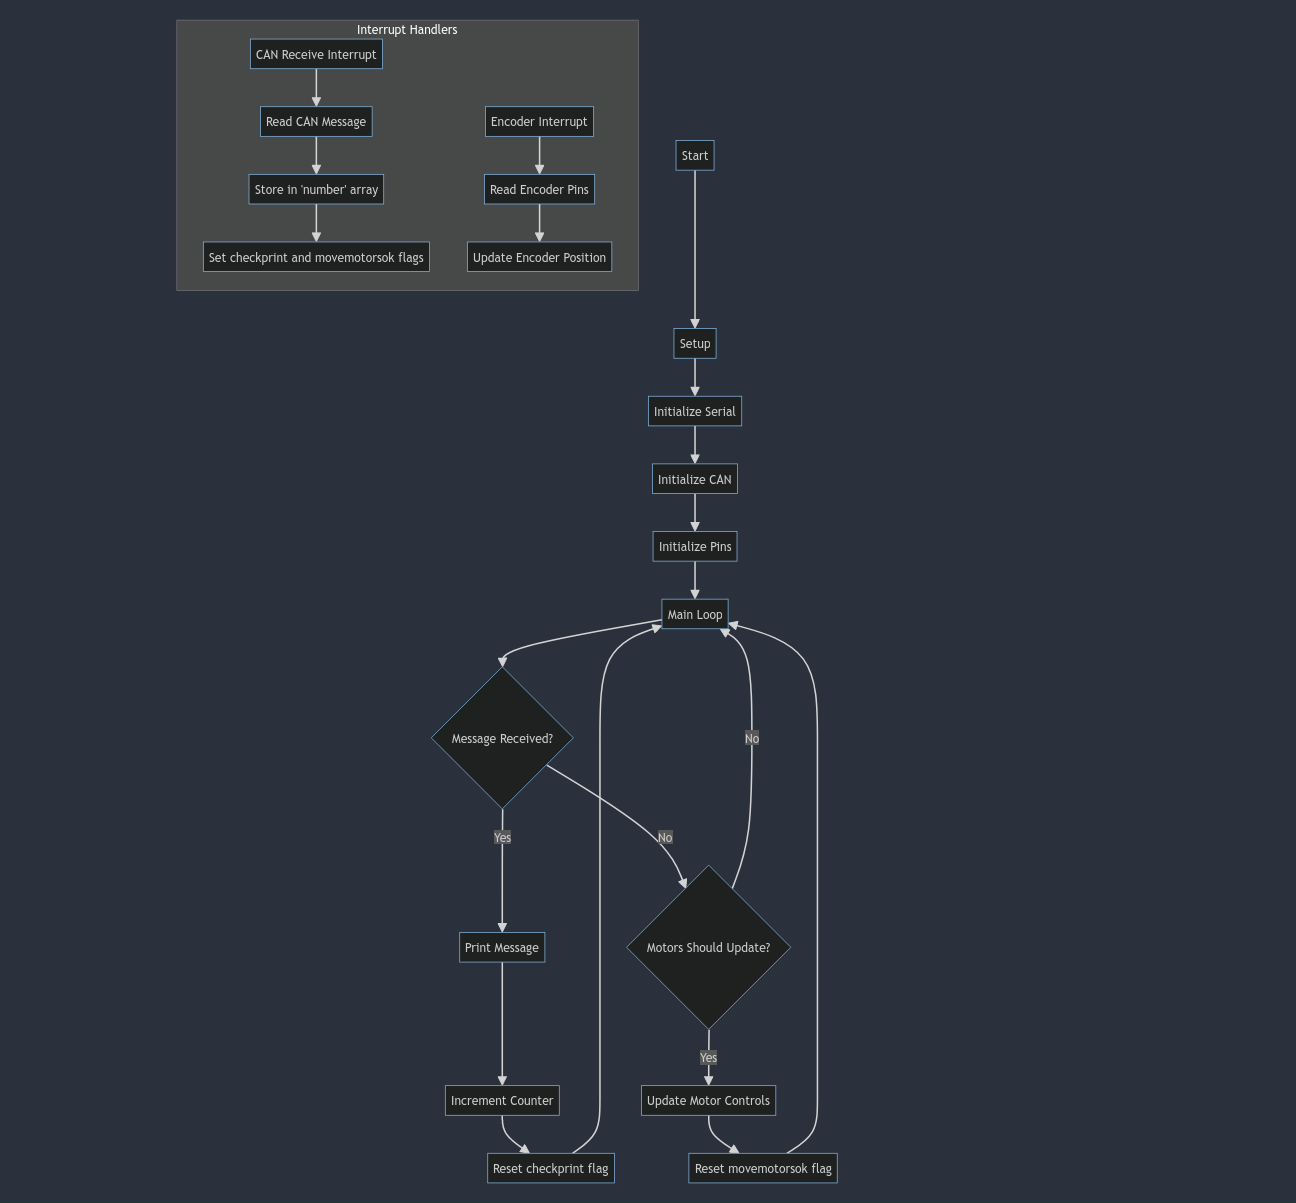 Interrupt Handlers
CAN Receive Interrupt
Read CAN Message
Store in 'number' array
Set checkprint and movemotorsok flags
Encoder Interrupt
Read Encoder Pins
Update Encoder Position
Start
Setup
Initialize Serial
Initialize CAN
Initialize Pins
Main Loop
Message Received?
No
Yes
No
Motors Should Update?
Print Message
Yes
Increment Counter
Update Motor Controls
Reset checkprint flag
Reset movemotorsok flag